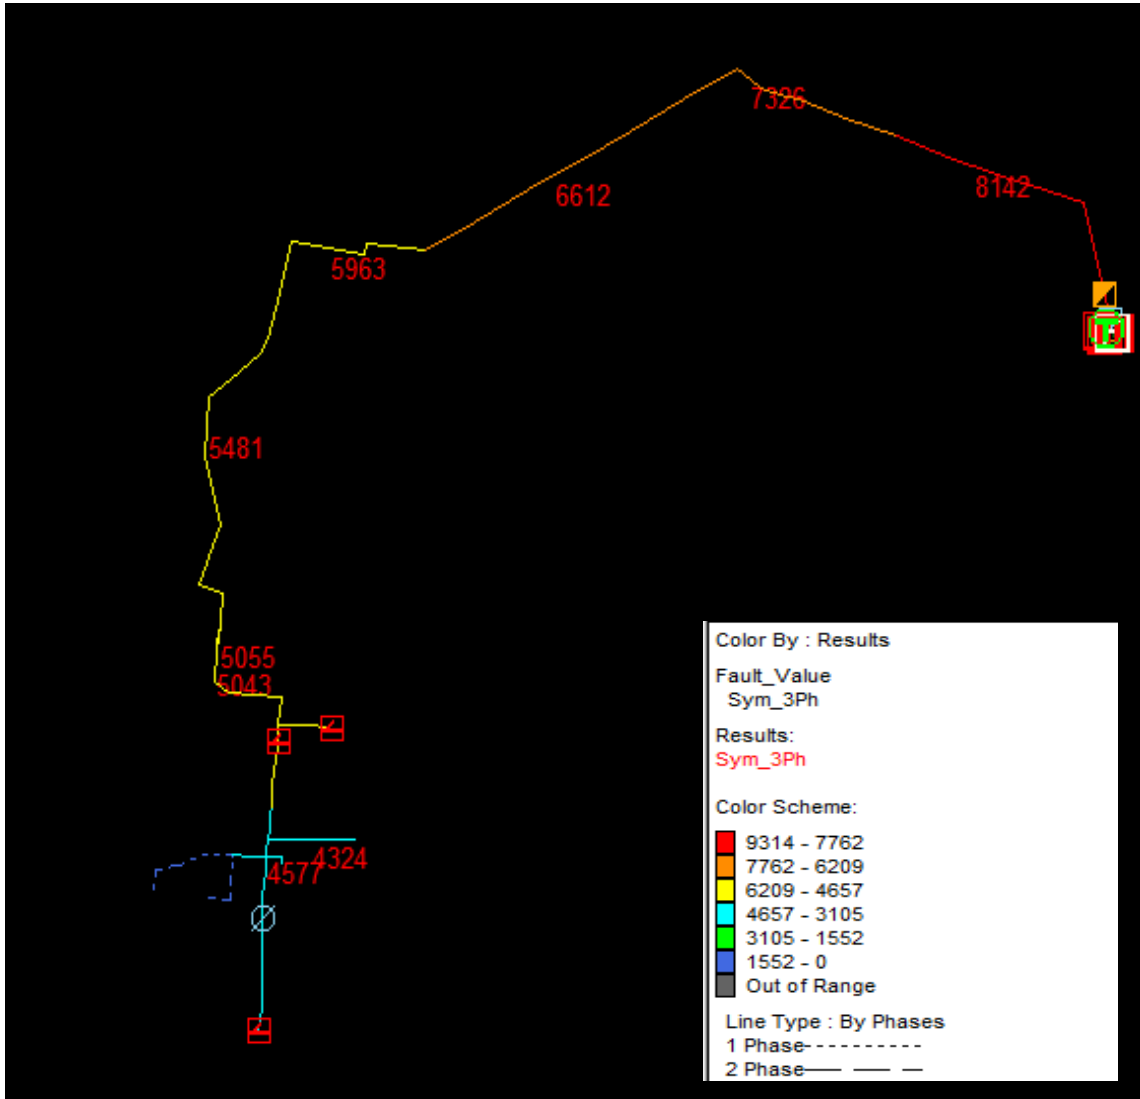 7326
8142
6612
5963
5481
5055
5043
4324
4577
Color By : Results
Fault_Value
Sym_3Ph
Results:
Sym_3Ph
Color Scheme:
9314 - 7762
7762 - 6209
6209 - 4657
4657 - 3105
3105 - 1552
1552 - 0
Out of Range
Line Type : By Phases
1 Phase
2 Phase